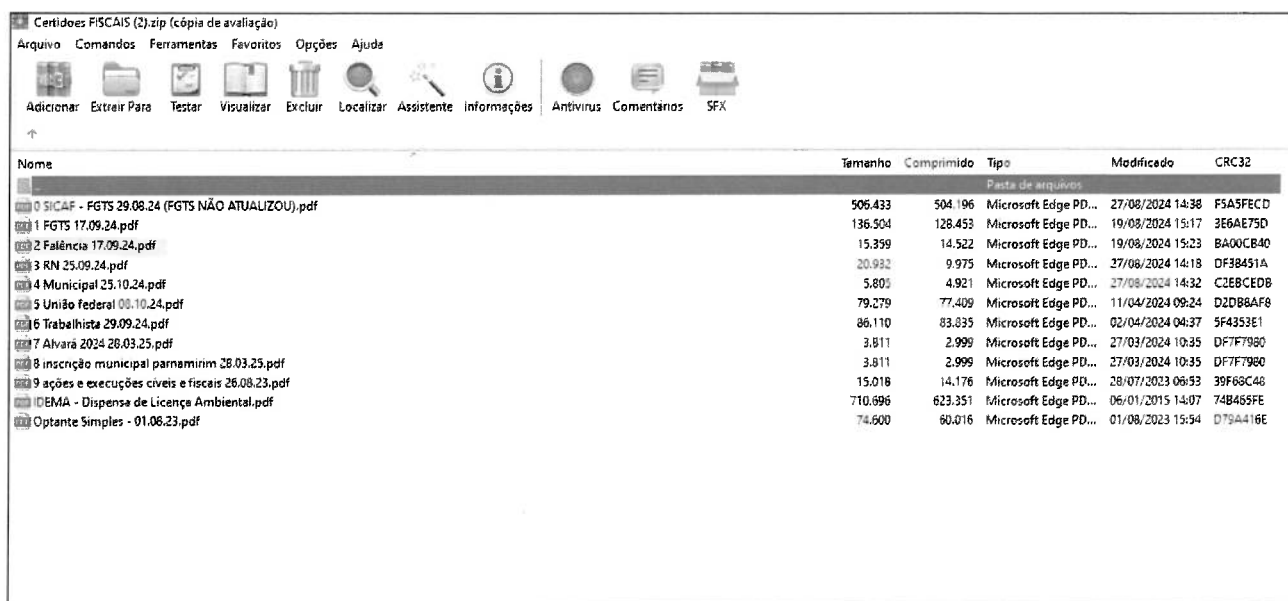 Certidoes FISCAIS (2).zip (cópia de avaliação)
Arquivo Comandos Ferramentas Favoritos Opções Ajuda
Adicionar Extrair Para Testar Visualizar Excluir Localizar Assistente Informações Antivirus Comentários SFX
Nome Tamanho Comprimido Tipo Modificado CRC32
.. Pasta de arquivos
0 SICAF - FGTS 29.08.24 (FGTS NÃO ATUALIZOU).pdf 506.433 504.196 Microsoft Edge PD... 27/08/2024 14:38 F5A5FECD
1 FGTS 17.09.24.pdf 136.504 128.453 Microsoft Edge PD... 19/08/2024 15:17 3E6AE75D
2 Falência 17.09.24.pdf 15.359 14.522 Microsoft Edge PD... 19/08/2024 15:23 BA00CB40
3 RN 25.09.24.pdf 20.932 9.975 Microsoft Edge PD... 27/08/2024 14:18 DF38451A
4 Municipal 25.10.24.pdf 5.805 4.921 Microsoft Edge PD... 27/08/2024 14:32 C2EBCEDB
5 União federal 08.10.24.pdf 79.279 77.409 Microsoft Edge PD... 11/04/2024 09:24 D2DB8AF8
6 Trabalhista 29.09.24.pdf 86.110 83.835 Microsoft Edge PD... 02/04/2024 04:37 5F4353E1
7 Alvará 2024 28.03.25.pdf 3.811 2.999 Microsoft Edge PD... 27/03/2024 10:35 DF7F7980
8 inscrição municipal parnamirim 28.03.25.pdf 3.811 2.999 Microsoft Edge PD... 27/03/2024 10:35 DF7F7980
9 ações e execuções cíveis e fiscais 26.08.23.pdf 15.018 14.176 Microsoft Edge PD... 28/07/2023 06:53 39F68C48
IDEMA - Dispensa de Licença Ambiental.pdf 710.696 623.351 Microsoft Edge PD... 06/01/2015 14:07 74B465FE
Optante Simples - 01.08.23.pdf 74.600 60.016 Microsoft Edge PD... 01/08/2023 15:54 D79A416E